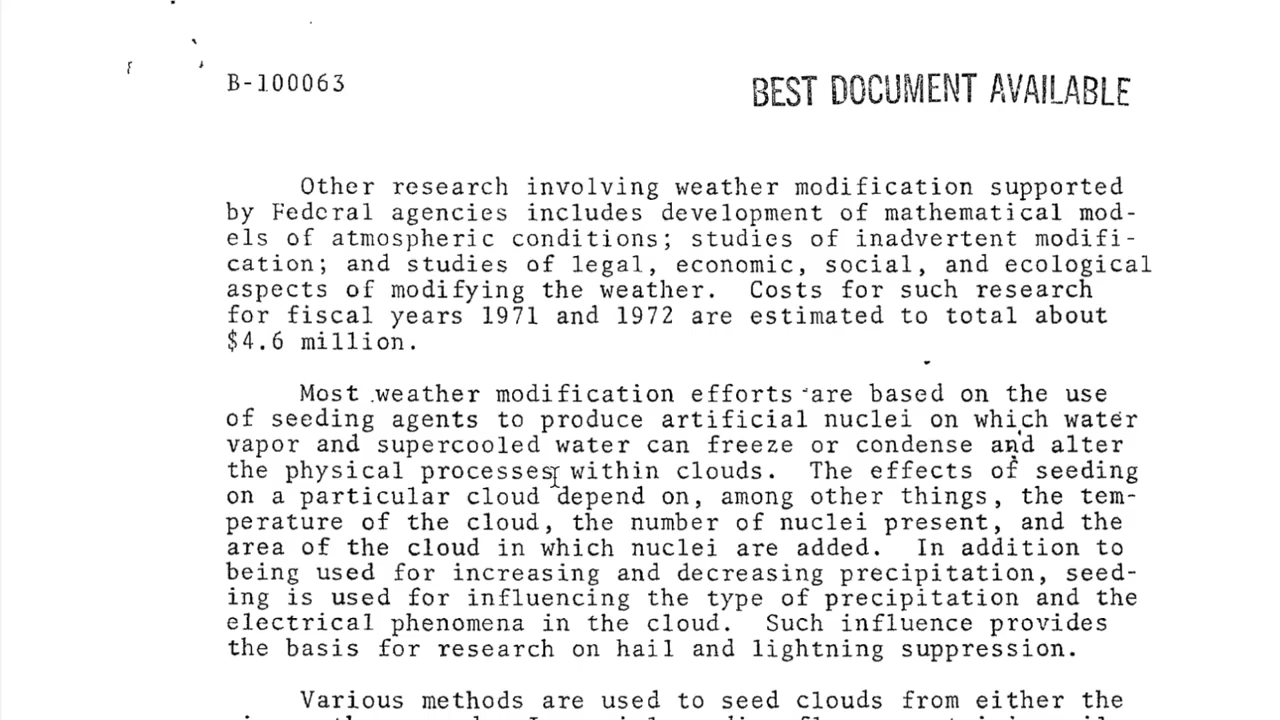 B-100063
BEST DOCUMENT AVAILABLE
Other research involving weather modification supported
by Federal agencies includes development of mathematical mod-
els of atmospheric conditions; studies of inadvertent modifi-
cation; and studies of legal, economic, social, and ecological
aspects of modifying the weather. Costs for such research
for fiscal years 1971 and 1972 are estimated to total about
$4.6 million.
Most weather modification efforts are based on the use
of seeding agents to produce artificial nuclei on which water
vapor and supercooled water can freeze or condense and alter
the physical processes within clouds. The effects of seeding
on a particular cloud depend on, among other things, the tem-
perature of the cloud, the number of nuclei present, and the
area of the cloud in which nuclei are added. In addition to
being used for increasing and decreasing precipitation, seed-
ing is used for influencing the type of precipitation and the
electrical phenomena in the cloud. Such influence provides
the basis for research on hail and lightning suppression.
Various methods are used to seed clouds from either the